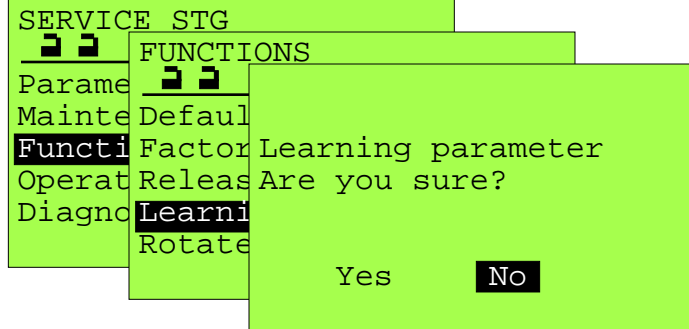 SERVICE STG
Parame
Mainte
Functi
Operat
Diagno
FUNCTIONS
Defaul
Factor
Releas
Learni
Rotate
Learning parameter
Are you sure?
Yes No